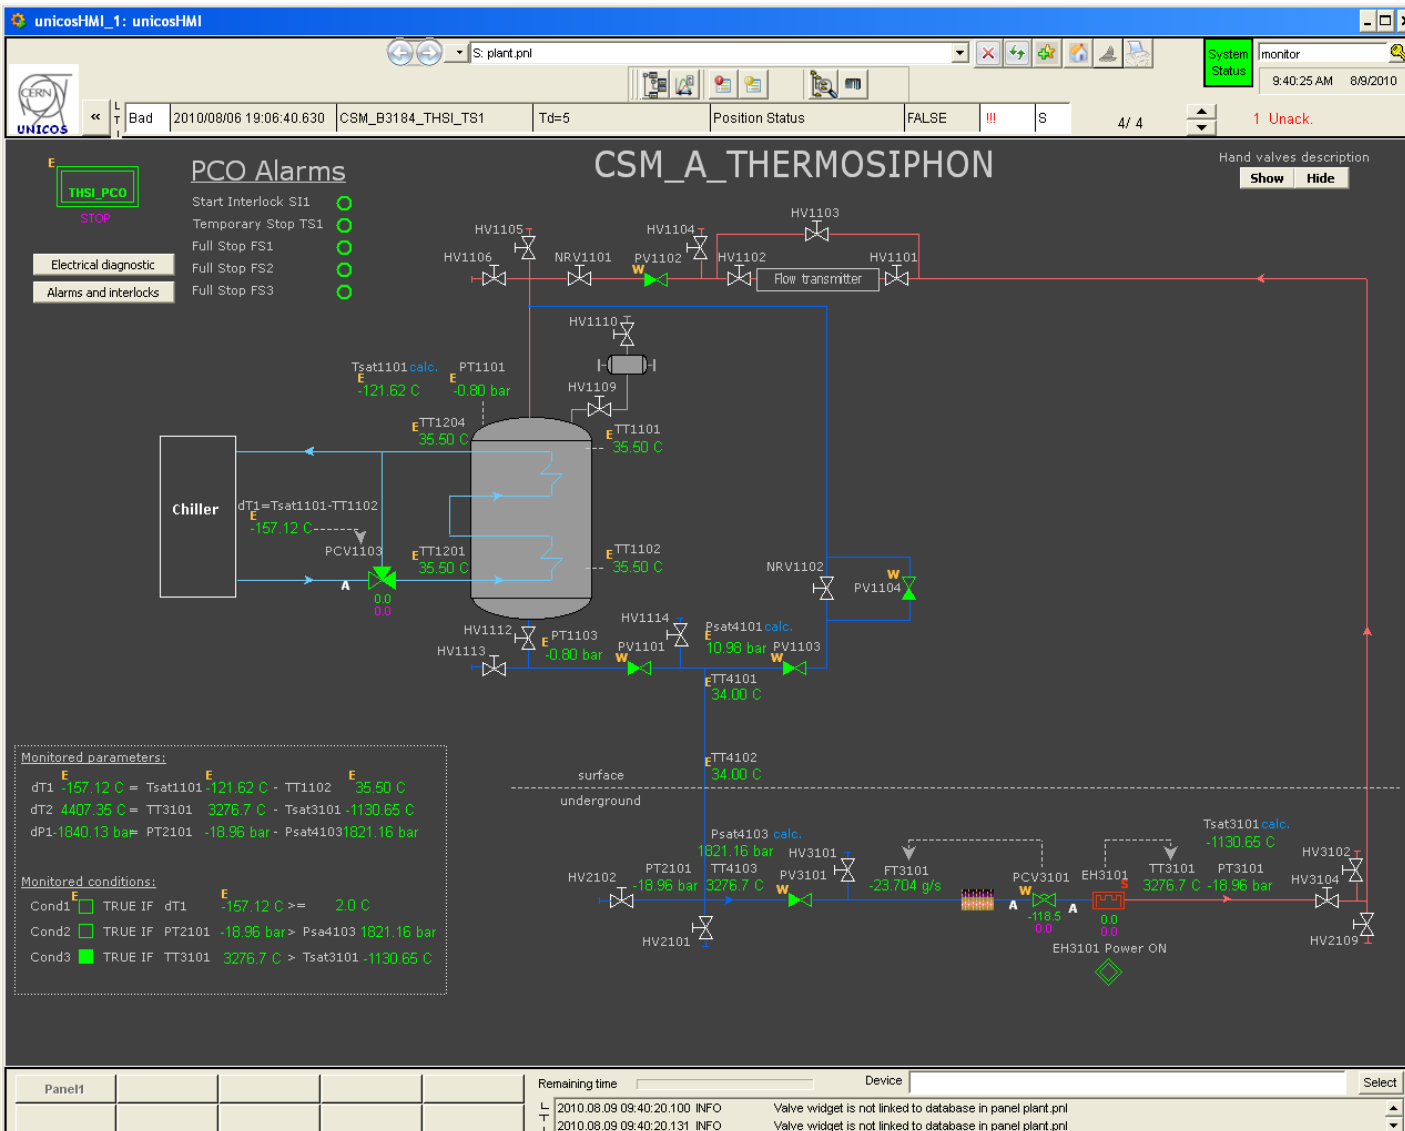 unicosHMI_1: unicosHMI
S: plant.pnl
System Status
monitor
9:40:25 AM 8/9/2010
CERN
UNICOS
«
L
T
I
Bad 2010/08/06 19:06:40.630 CSM_B3184_THSI_TS1 Td=5 Position Status FALSE !!! S 4/ 4 1 Unack.
E
THSI_PCO
STOP
PCO Alarms
Start Interlock SI1
Temporary Stop TS1
Full Stop FS1
Full Stop FS2
Full Stop FS3
Electrical diagnostic
Alarms and interlocks
CSM_A_THERMOSIPHON
Hand valves description
Show Hide
HV1103
HV1105
HV1104
HV1106
NRV1101
W
PV1102
HV1102
HV1101
Flow transmitter
HV1110
Tsat1101 calc.
E
-121.62 C
PT1101
E
-0.80 bar
HV1109
E TT1204
35.50 C
E TT1101
35.50 C
Chiller
dT1=Tsat1101-TT1102
E
-157.12 C
PCV1103
A
0.0
0.0
E TT1201
35.50 C
E TT1102
35.50 C
NRV1102
W
PV1104
HV1112
HV1113
E PT1103
-0.80 bar
HV1114
W PV1101
Psat4101 calc.
E
10.98 bar
W PV1103
E TT4101
34.00 C
E TT4102
34.00 C
surface
underground
Monitored parameters:
E E E
dT1 -157.12 C = Tsat1101 -121.62 C - TT1102 35.50 C
dT2 4407.35 C = TT3101 3276.7 C - Tsat3101 -1130.65 C
dP1 -1840.13 bar = PT2101 -18.96 bar - Psat4103 1821.16 bar
Monitored conditions:
E E
Cond1 TRUE IF dT1 -157.12 C >= 2.0 C
Cond2 TRUE IF PT2101 -18.96 bar > Psa4103 1821.16 bar
Cond3 TRUE IF TT3101 3276.7 C > Tsat3101 -1130.65 C
Psat4103 calc.
1821.16 bar
HV2102
PT2101
-18.96 bar
TT4103
3276.7 C
HV2101
HV3101
W PV3101
FT3101
-23.704 g/s
PCV3101
W
A
-118.5
0.0
EH3101
S
A
0.0
0.0
EH3101 Power ON
Tsat3101 calc.
-1130.65 C
TT3101
3276.7 C
PT3101
-18.96 bar
HV3102
HV3104
HV2109
Panel1
Remaining time
Device
Select
L
T
I
2010.08.09 09:40:20.100 INFO Valve widget is not linked to database in panel plant.pnl
2010.08.09 09:40:20.131 INFO Valve widget is not linked to database in panel plant.pnl